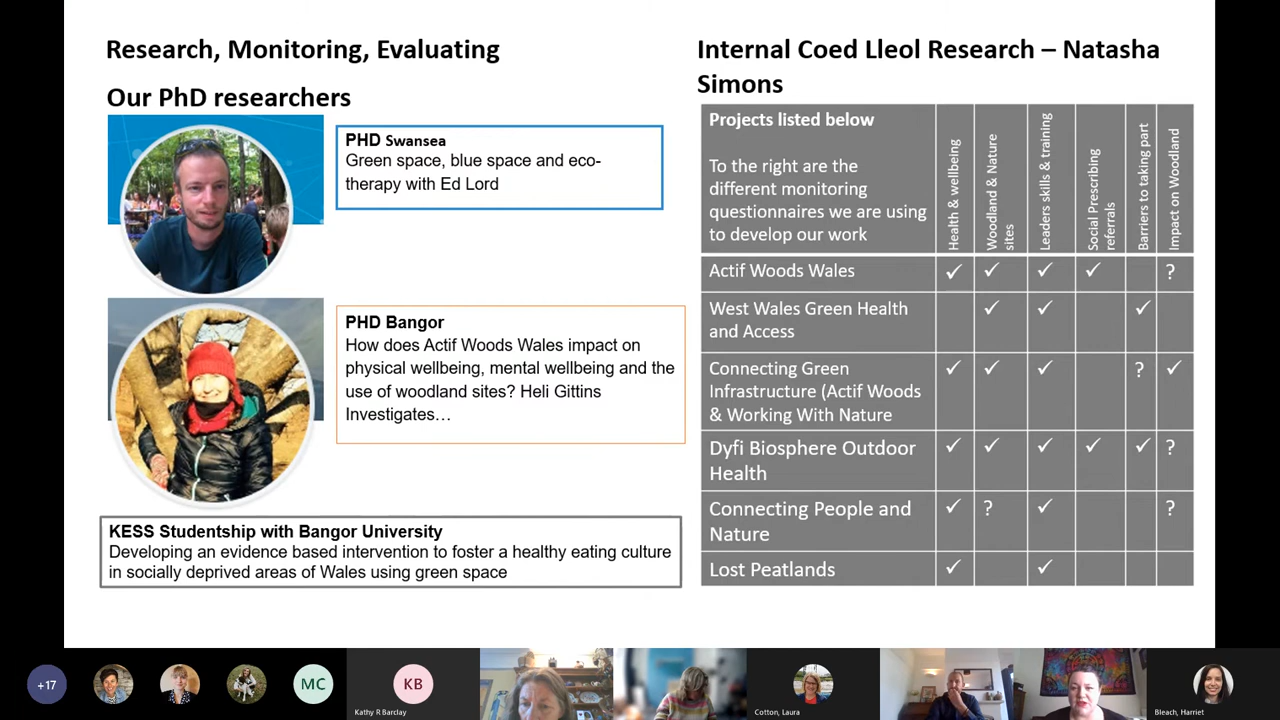 Research, Monitoring, Evaluating
Our PhD researchers
PHD Swansea
Green space, blue space and eco-
therapy with Ed Lord
PHD Bangor
How does Actif Woods Wales impact on
physical wellbeing, mental wellbeing and the
use of woodland sites? Heli Gittins
Investigates…
KESS Studentship with Bangor University
Developing an evidence based intervention to foster a healthy eating culture
in socially deprived areas of Wales using green space
Internal Coed Lleol Research – Natasha
Simons
Projects listed below
To the right are the
different monitoring
questionnaires we are using
to develop our work
Health & wellbeing
Woodland & Nature
sites
Leaders skills & training
Social Prescribing
referrals
Barriers to taking part
Impact on Woodland
Actif Woods Wales ✓ ✓ ✓ ✓ ?
West Wales Green Health
and Access ✓ ✓ ✓
Connecting Green
Infrastructure (Actif Woods
& Working With Nature ✓ ✓ ✓ ? ✓
Dyfi Biosphere Outdoor
Health ✓ ✓ ✓ ✓ ✓ ?
Connecting People and
Nature ✓ ? ✓ ?
Lost Peatlands ✓ ✓
+17
MC
KB
Kathy R Barclay
Cotton, Laura
Bleach, Harriet